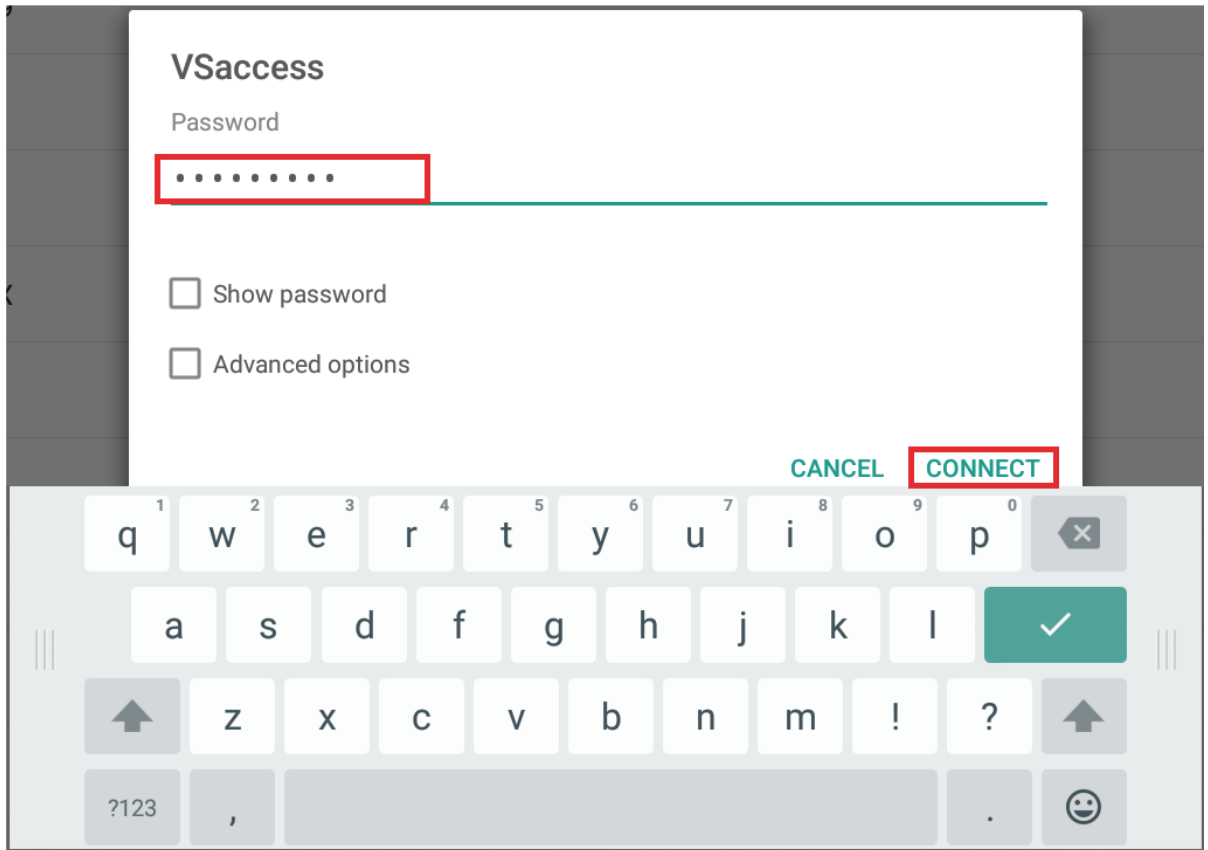 VSaccess
Password
•••••••••
Show password
Advanced options
CANCEL CONNECT
1 2 3 4 5 6 7 8 9 0
q w e r t y u i o p
a s d f g h j k l
z x c v b n m ! ?
?123 , .